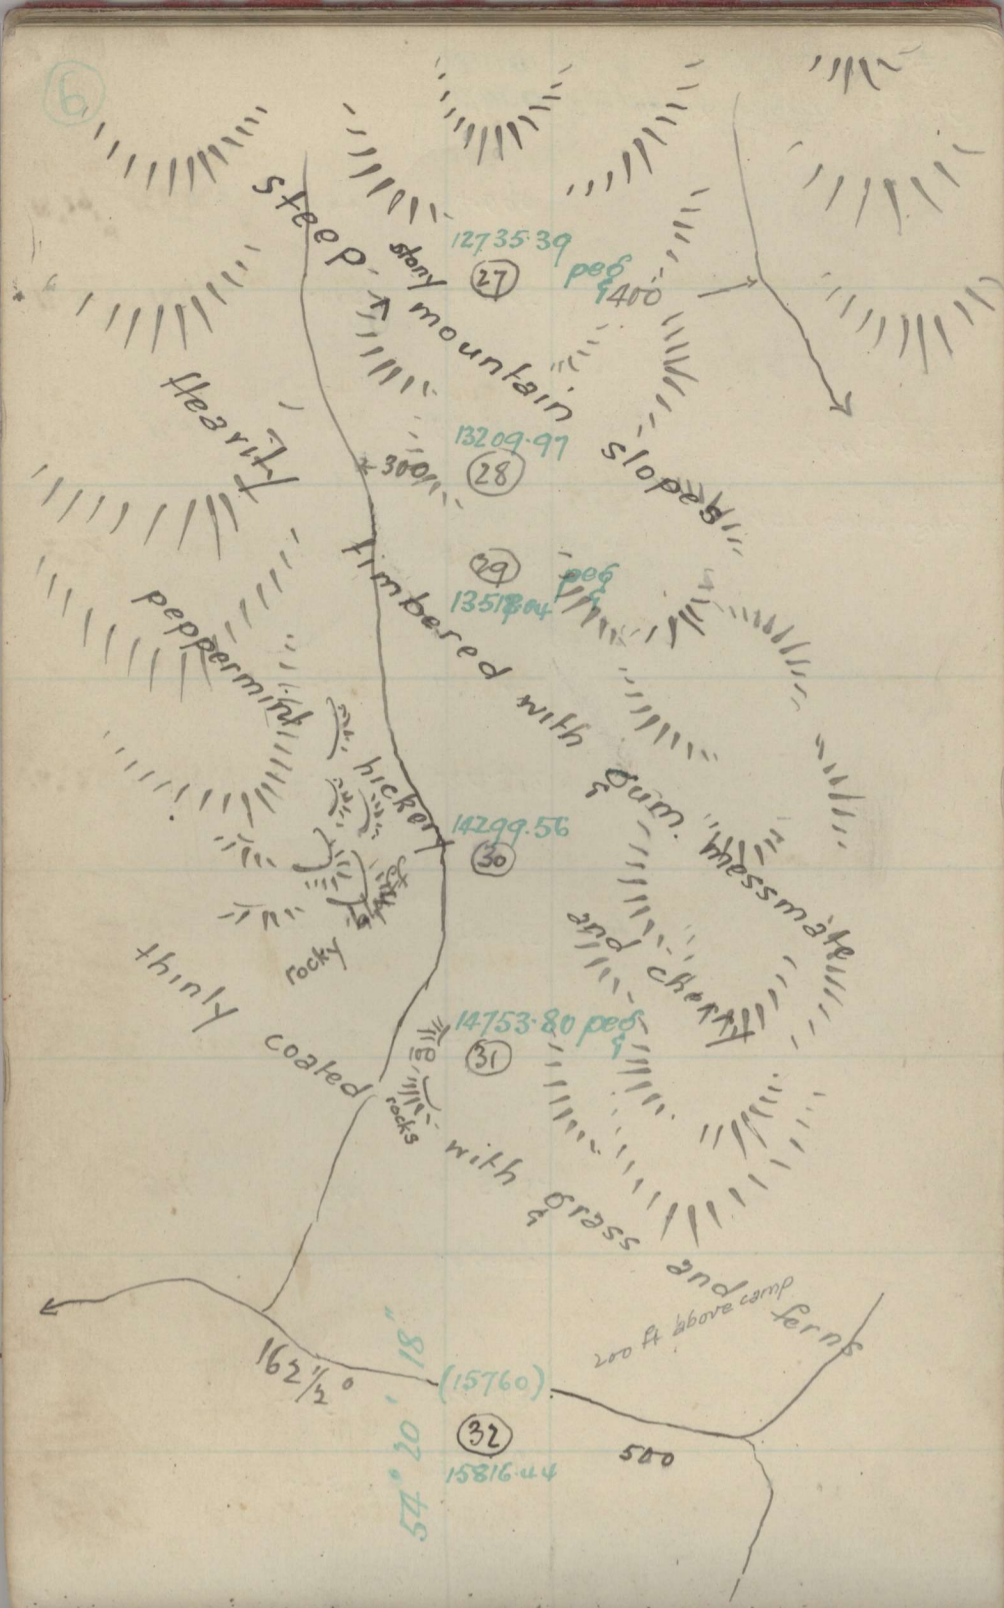 6
steep stony mountain slopes
12735.39
27
peg
& 400
heavily
13209.97
28
300
timbered with gum, messmate
29
peg
&
peppermint
hickery
14299.56
30
and cherry
rocky
14753.80 peg
&
31
rocks
thinly coated with grass and ferns
&
200 ft above camp
162½°
54° 20' 18"
(15760)
32
500
15816.44